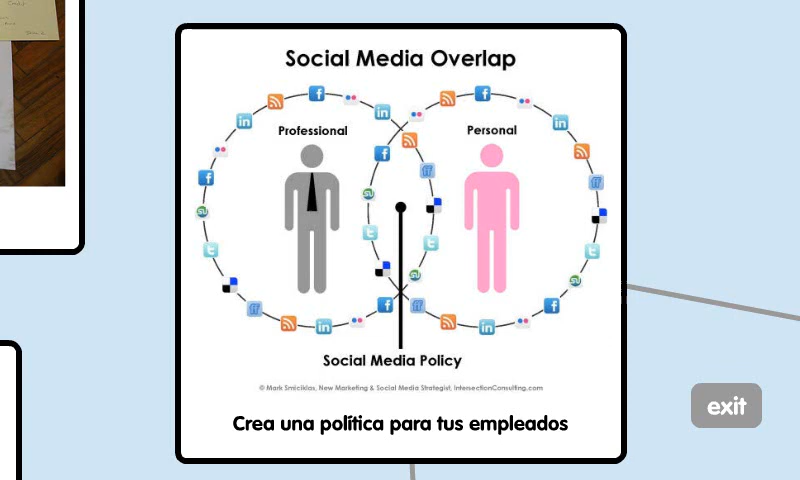 Social Media Overlap
Professional
Personal
Social Media Policy
© Mark Smiciklas, New Marketing & Social Media Strategist, IntersectionConsulting.com
Crea una política para tus empleados
exit